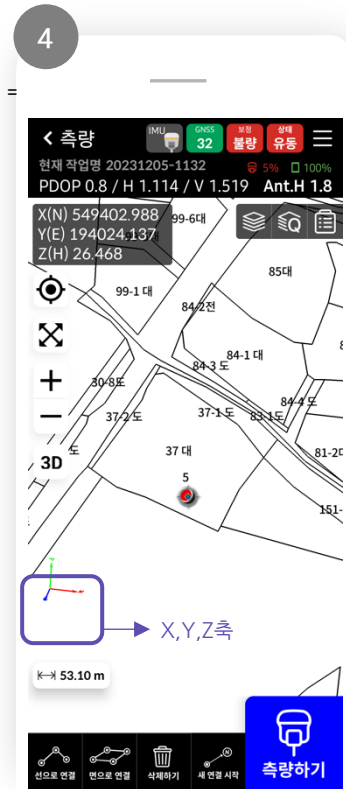 4
측량
IMU
GNSS
32
보정
불량
상태
유동
현재 작업명 20231205-1132
5%
100%
PDOP 0.8 / H 1.114 / V 1.519
Ant.H 1.8
X(N) 549402.988
Y(E) 194024.137
Z(H) 26.468
99-6대
85대
99-1 대
84-2전
84-3 도
84-1 대
30-8도
37-2 도
37-1 도
83-1도
84-4 도
3D
도
37 대
81-2
5
151-
X,Y,Z축
53.10 m
선으로 연결
면으로 연결
삭제하기
N
새 연결 시작
측량하기